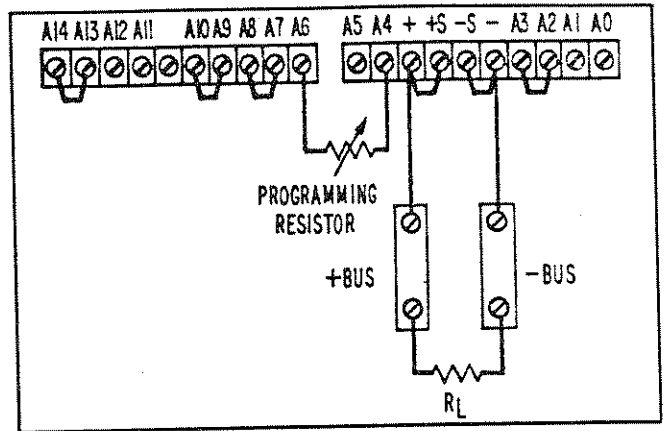 A14 A13 A12 A11 A10 A9 A8 A7 A6 A5 A4 + +S -S - A3 A2 A1 A0
PROGRAMMING
RESISTOR
+BUS -BUS
RL